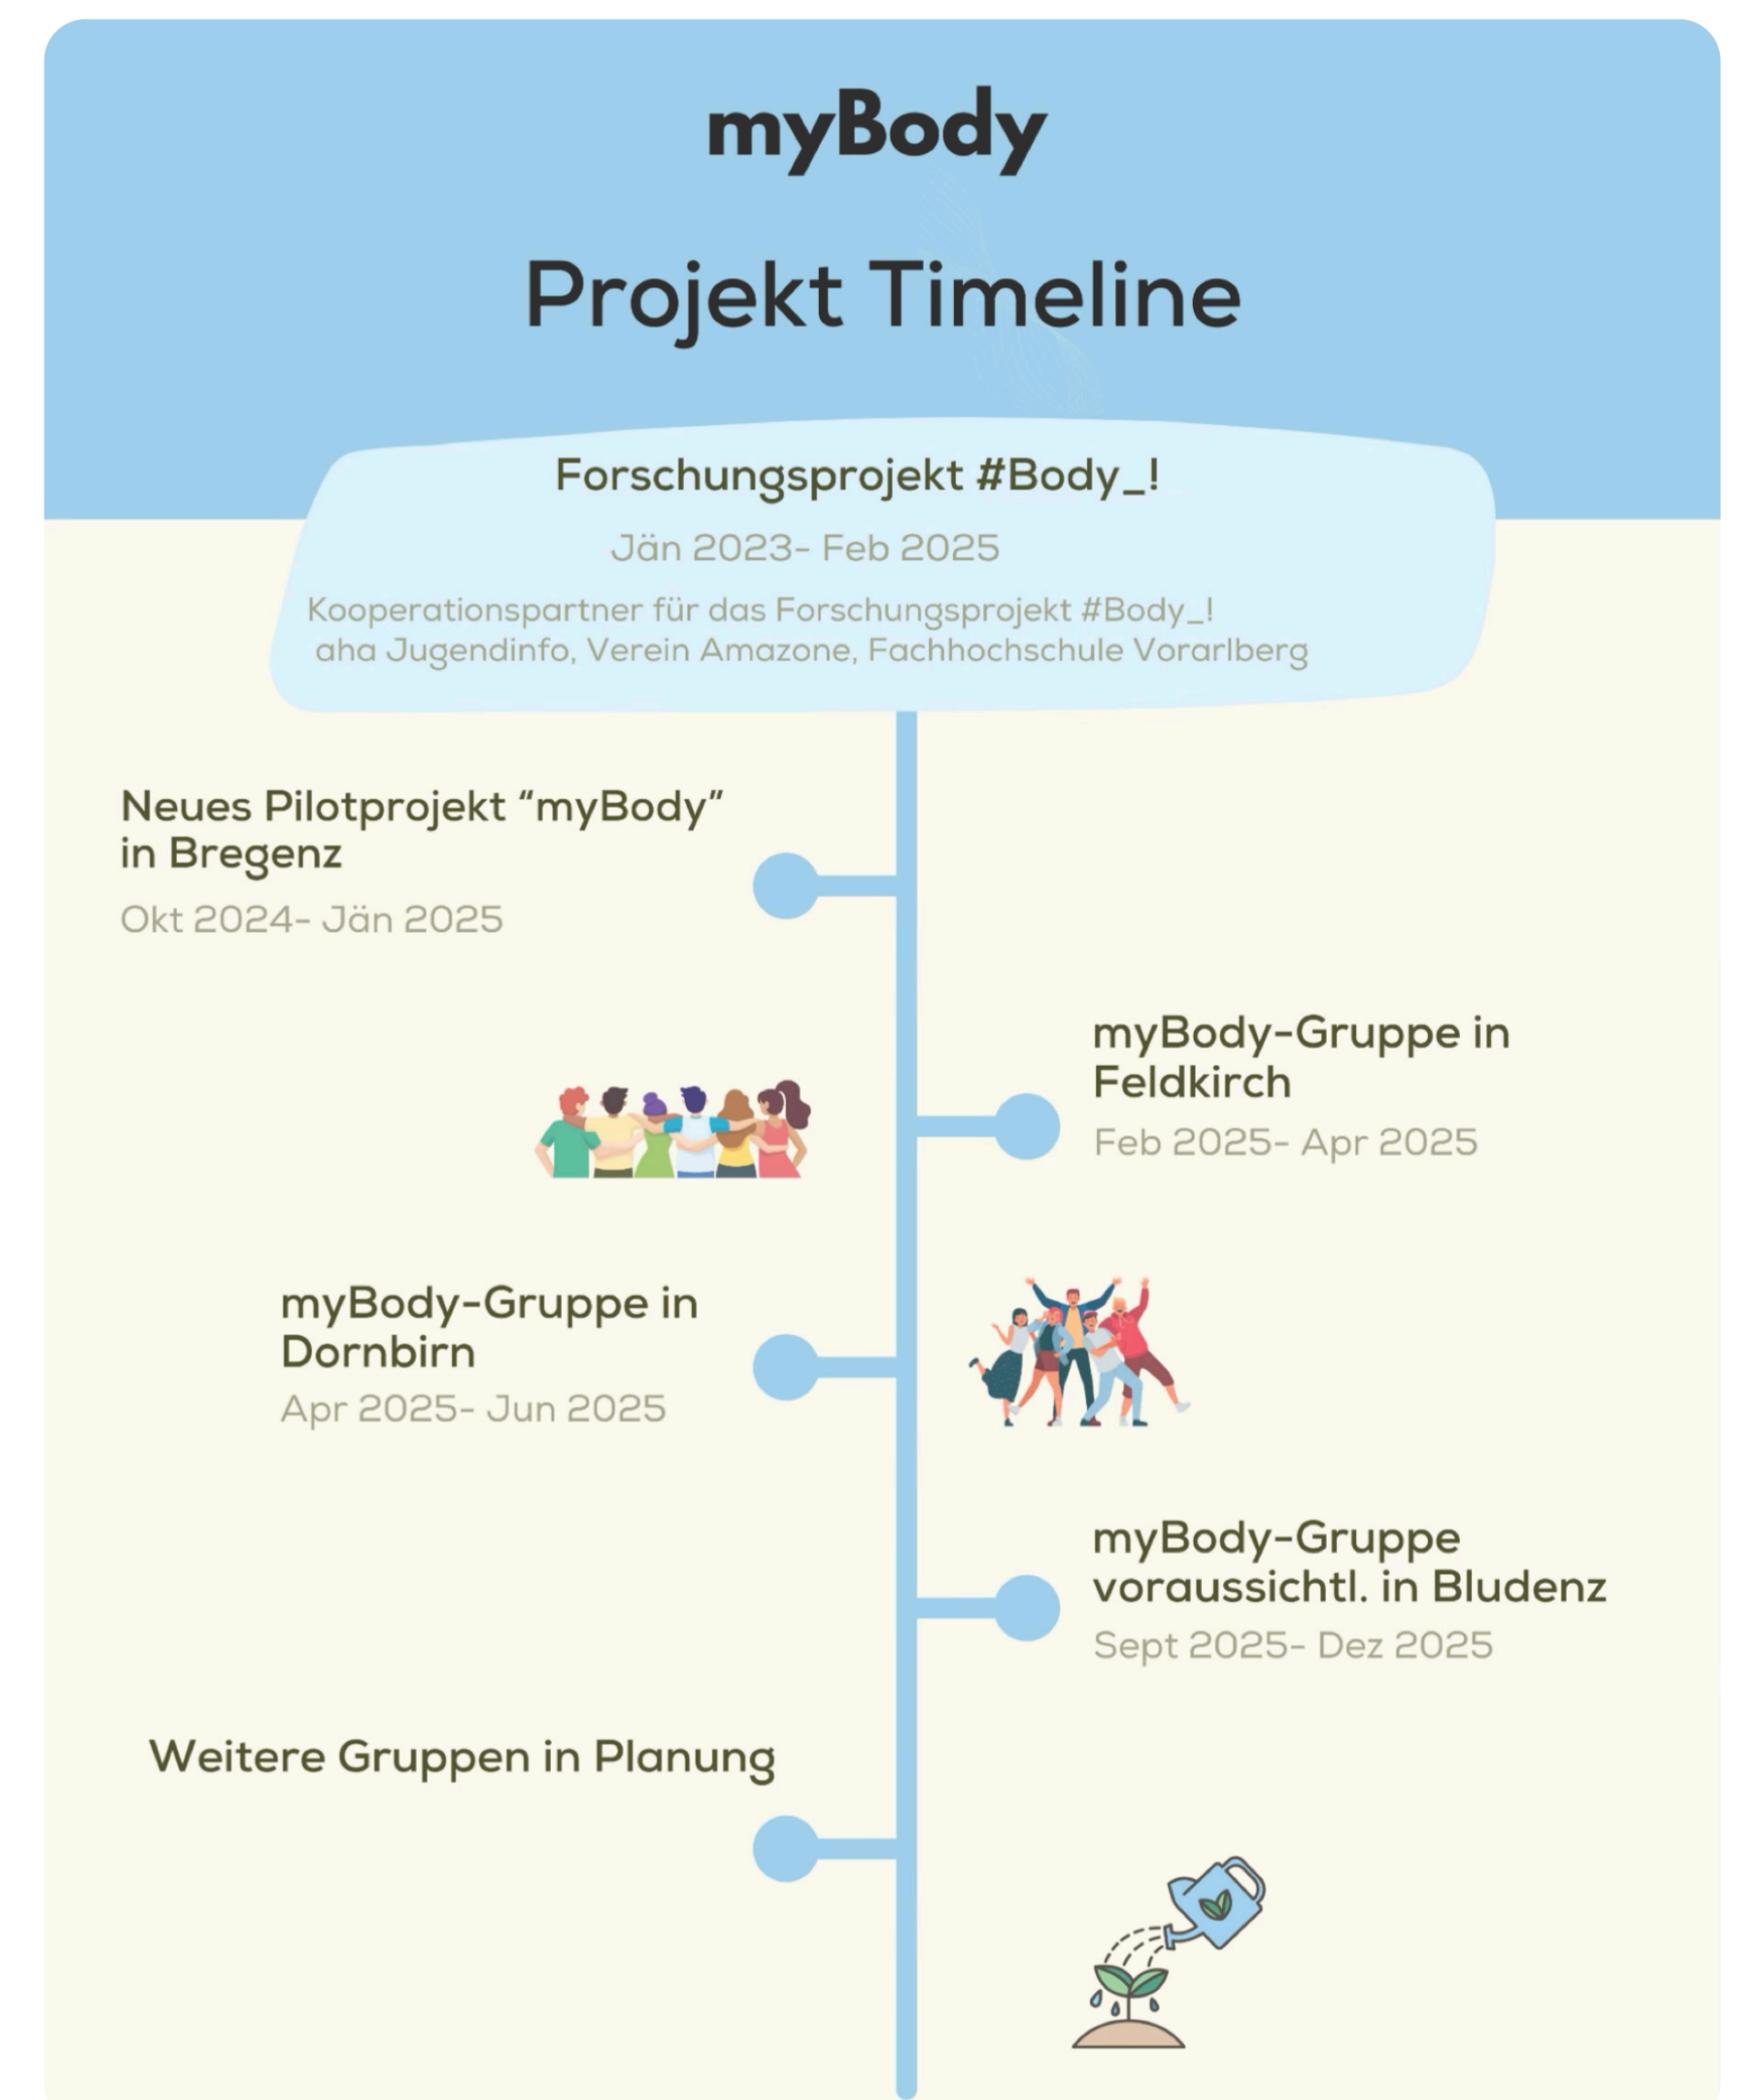 myBody
Projekt Timeline
Forschungsprojekt #Body_!
Jän 2023- Feb 2025
Kooperationspartner für das Forschungsprojekt #Body_!
aha Jugendinfo, Verein Amazone, Fachhochschule Vorarlberg
Neues Pilotprojekt “myBody”
in Bregenz
Okt 2024- Jän 2025
myBody-Gruppe in
Feldkirch
Feb 2025- Apr 2025
myBody-Gruppe in
Dornbirn
Apr 2025- Jun 2025
myBody-Gruppe
voraussichtl. in Bludenz
Sept 2025- Dez 2025
Weitere Gruppen in Planung